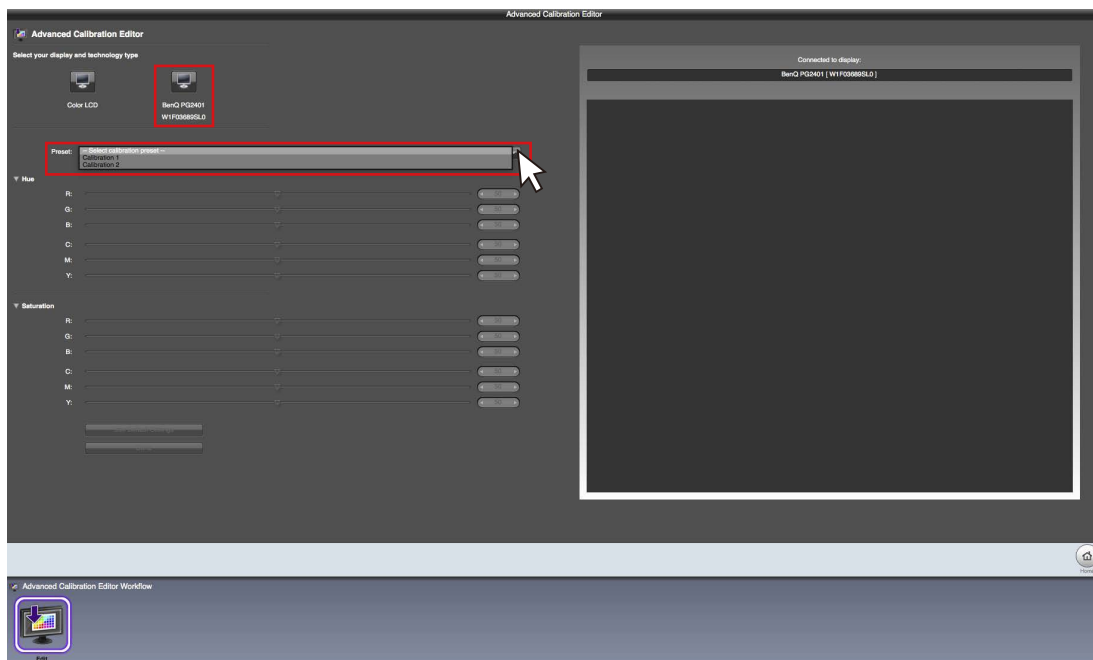 Advanced Calibration Editor
Advanced Calibration Editor
Select your display and technology type
Color LCD
BenQ PG2401
W1F03689SL0
Preset:
-- Select calibration preset --
Calibration 1
Calibration 2
Hue
R:
G:
B:
C:
M:
Y:
Saturation
R:
G:
B:
C:
M:
Y:
Connected to display:
BenQ PG2401 [ W1F03689SL0 ]
Home
Advanced Calibration Editor Workflow
Edit